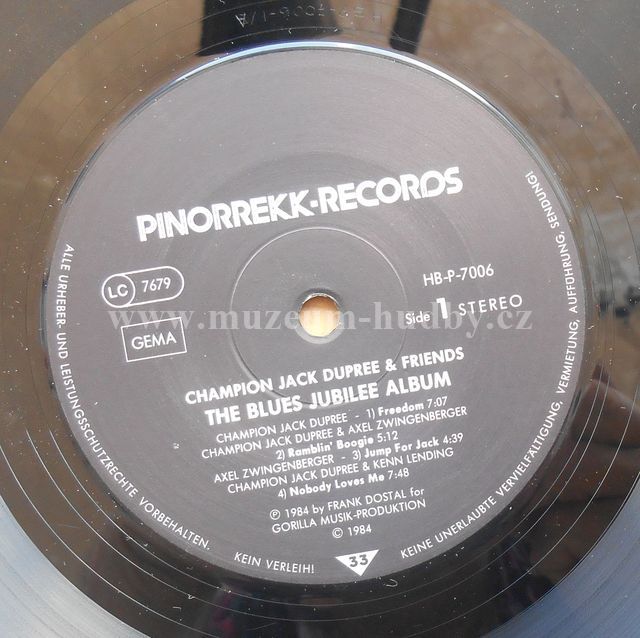 PINORREKK-RECORDS
LC 7679
GEMA
HB-P-7006
Side 1 STEREO
www.muzeum-hudby.cz
CHAMPION JACK DUPREE & FRIENDS
THE BLUES JUBILEE ALBUM
CHAMPION JACK DUPREE - 1) Freedom 7:07
CHAMPION JACK DUPREE & AXEL ZWINGENBERGER
2) Ramblin' Boogie 5:12
AXEL ZWINGENBERGER - 3) Jump For Jack 4:39
CHAMPION JACK DUPREE & KENN LENDING
4) Nobody Loves Me 7:48
℗ 1984 by FRANK DOSTAL for
GORILLA MUSIK-PRODUKTION
© 1984
33
ALLE URHEBER- UND LEISTUNGSSCHUTZRECHTE VORBEHALTEN. KEIN VERLEIH! KEINE UNERLAUBTE VERVIELFÄLTIGUNG, VERMIETUNG, AUFFÜHRUNG, SENDUNG!